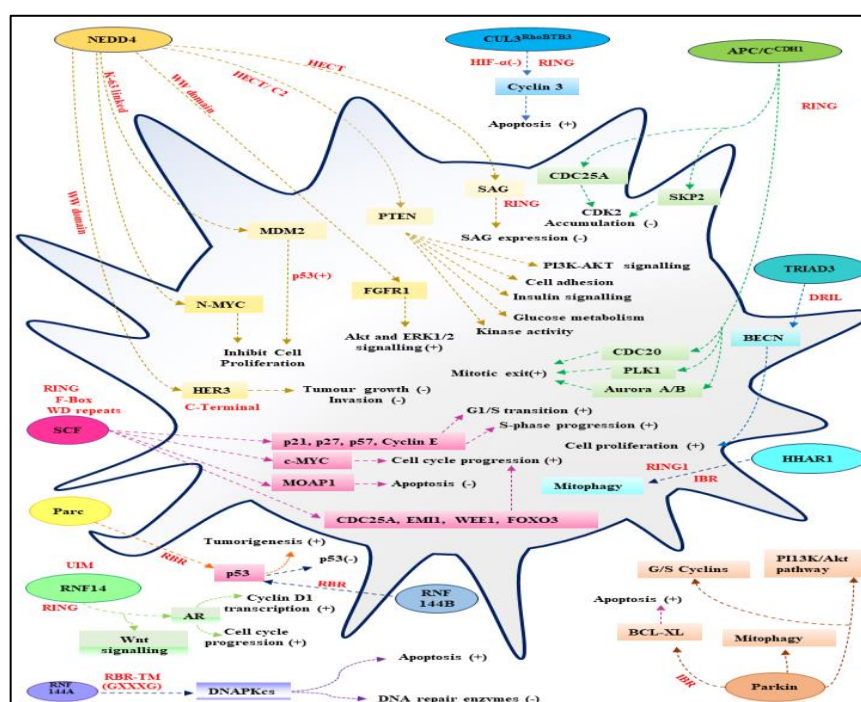 NEDD4
CUL3RhoBTB3
APC/CCDH1
HECT
HIF-α(-) RING
K-63 linked
HECT/ C2
WW domain
Cyclin 3
RING
Apoptosis (+)
CDC25A
SAG
SKP2
PTEN
RING
CDK2
Accumulation (-)
WW domain
MDM2
SAG expression (-)
PI3K-AKT signalling
TRIAD3
p53(+)
Cell adhesion
FGFR1
Insulin signalling
DRIL
N-MYC
Glucose metabolism
Kinase activity
BECN
Akt and ERK1/2
signalling (+)
Inhibit Cell
Proliferation
CDC20
Mitotic exit(+)
PLK1
HER3
Tumour growth (-)
Invasion (-)
Aurora A/B
C-Terminal
RING
F-Box
WD repeats
G1/S transition (+)
SCF
p21, p27, p57, Cyclin E
S-phase progression (+)
Cell proliferation (+)
c-MYC
Cell cycle progression (+)
RING1
HHAR1
MOAP1
Apoptosis (-)
Mitophagy
IBR
Parc
CDC25A, EMI1, WEE1, FOXO3
Tumorigenesis (+)
RBR
p53
p53(-)
PI13K/Akt
pathway
G/S Cyclins
UIM
RNF14
RING
RBR
RNF
144B
Cyclin D1
transcription (+)
AR
Apoptosis (+)
Wnt
signalling
Cell cycle
progression (+)
BCL-XL
Mitophagy
Apoptosis (+)
RNF
144A
RBR-TM
(GXXXG)
DNAPKcs
IBR
Parkin
DNA repair enzymes (-)